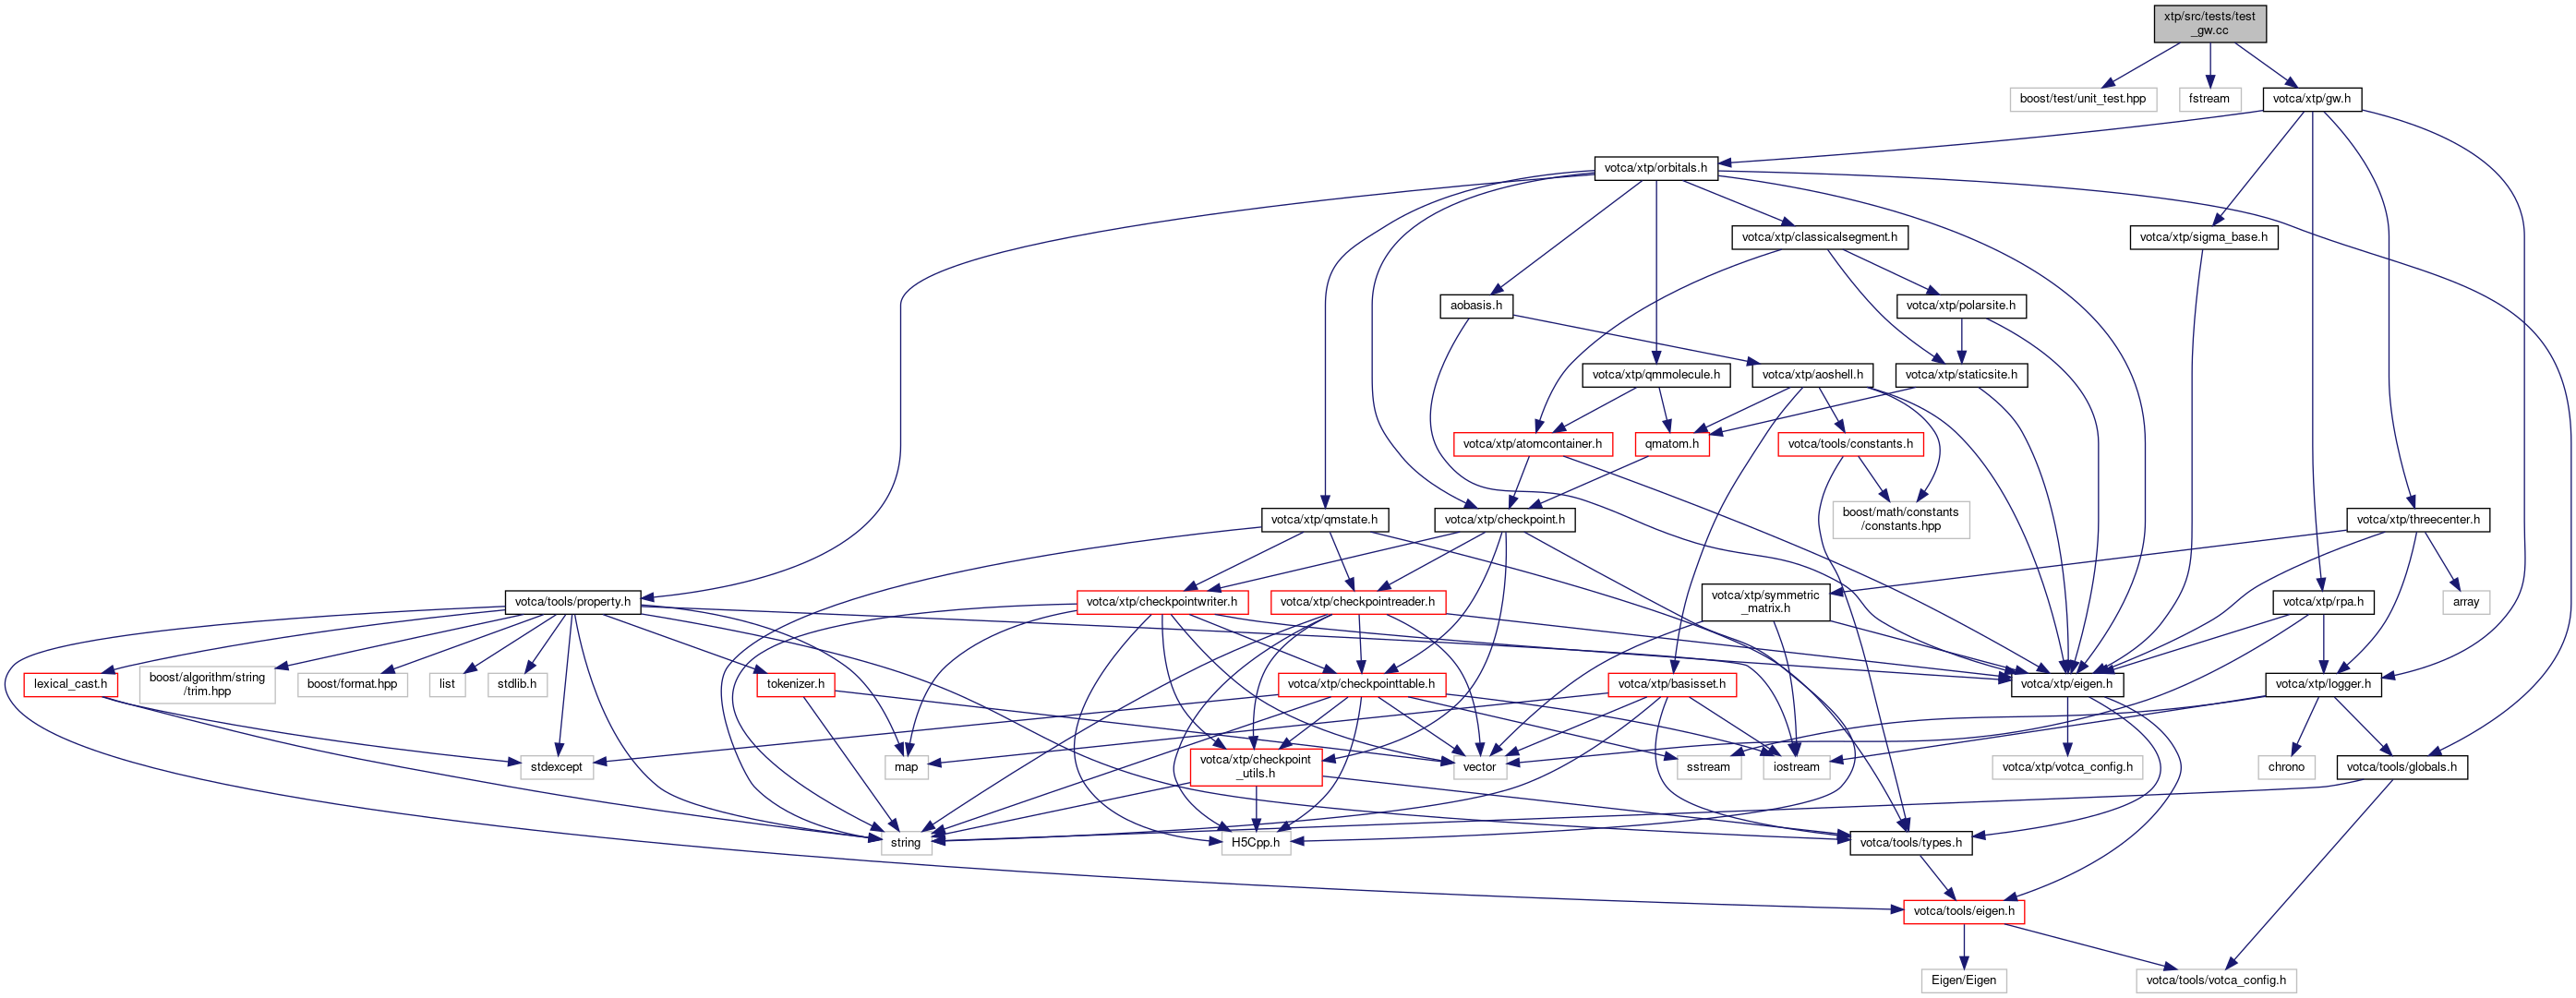 xtp/src/tests/test
_gw.cc
boost/test/unit_test.hpp
fstream
votca/xtp/gw.h
votca/xtp/orbitals.h
votca/xtp/classicalsegment.h
votca/xtp/sigma_base.h
aobasis.h
votca/xtp/polarsite.h
votca/xtp/qmmolecule.h
votca/xtp/aoshell.h
votca/xtp/staticsite.h
votca/xtp/atomcontainer.h
qmatom.h
votca/tools/constants.h
votca/xtp/qmstate.h
votca/xtp/checkpoint.h
boost/math/constants
/constants.hpp
votca/xtp/threecenter.h
votca/tools/property.h
votca/xtp/checkpointwriter.h
votca/xtp/checkpointreader.h
votca/xtp/symmetric
_matrix.h
votca/xtp/rpa.h
array
lexical_cast.h
boost/algorithm/string
/trim.hpp
boost/format.hpp
list
stdlib.h
tokenizer.h
votca/xtp/checkpointtable.h
votca/xtp/basisset.h
votca/xtp/eigen.h
votca/xtp/logger.h
stdexcept
map
votca/xtp/checkpoint
_utils.h
vector
sstream
iostream
votca/xtp/votca_config.h
chrono
votca/tools/globals.h
string
H5Cpp.h
votca/tools/types.h
votca/tools/eigen.h
Eigen/Eigen
votca/tools/votca_config.h